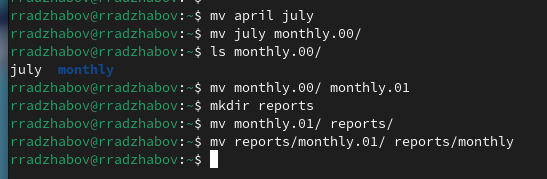 rradzhabov@rradzhabov:~$ mv april july
rradzhabov@rradzhabov:~$ mv july monthly.00/
rradzhabov@rradzhabov:~$ ls monthly.00/
july  monthly
rradzhabov@rradzhabov:~$ mv monthly.00/ monthly.01
rradzhabov@rradzhabov:~$ mkdir reports
rradzhabov@rradzhabov:~$ mv monthly.01/ reports/
rradzhabov@rradzhabov:~$ mv reports/monthly.01/ reports/monthly
rradzhabov@rradzhabov:~$